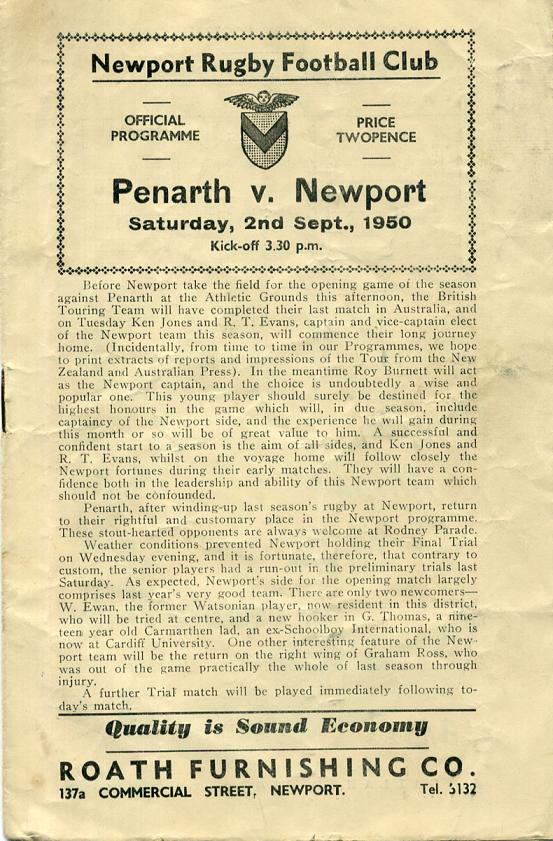 Newport Rugby Football Club
OFFICIAL
PROGRAMME
PRICE
TWOPENCE
Penarth v. Newport
Saturday, 2nd Sept., 1950
Kick-off 3.30 p.m.
Before Newport take the field for the opening game of the season
against Penarth at the Athletic Grounds this afternoon, the British
Touring Team will have completed their last match in Australia, and
on Tuesday Ken Jones and R. T. Evans, captain and vice-captain elect
of the Newport team this season, will commence their long journey
home. (Incidentally, from time to time in our Programmes, we hope
to print extracts of reports and impressions of the Tour from the New
Zealand and Australian Press). In the meantime Roy Burnett will act
as the Newport captain, and the choice is undoubtedly a wise and
popular one. This young player should surely be destined for the
highest honours in the game which will, in due season, include
captaincy of the Newport side, and the experience he will gain during
this month or so will be of great value to him. A successful and
confident start to a season is the aim of all sides, and Ken Jones and
R. T. Evans, whilst on the voyage home will follow closely the
Newport fortunes during their early matches. They will have a con-
fidence both in the leadership and ability of this Newport team which
should not be confounded.
Penarth, after winding-up last season's rugby at Newport, return
to their rightful and customary place in the Newport programme.
These stout-hearted opponents are always welcome at Rodney Parade.
Weather conditions prevented Newport holding their Final Trial
on Wednesday evening, and it is fortunate, therefore, that contrary to
custom, the senior players had a run-out in the preliminary trials last
Saturday. As expected, Newport's side for the opening match largely
comprises last year's very good team. There are only two newcomers—
W. Ewan, the former Watsonian player, now resident in this district,
who will be tried at centre, and a new hooker in G. Thomas, a nine-
teen year old Carmarthen lad, an ex-Schoolboy International, who is
now at Cardiff University. One other interesting feature of the New-
port team will be the return on the right wing of Graham Ross, who
was out of the game practically the whole of last season through
injury.
A further Trial match will be played immediately following to-
day's match.
Quality is Sound Economy
ROATH FURNISHING CO.
137a COMMERCIAL STREET, NEWPORT. Tel. 5132